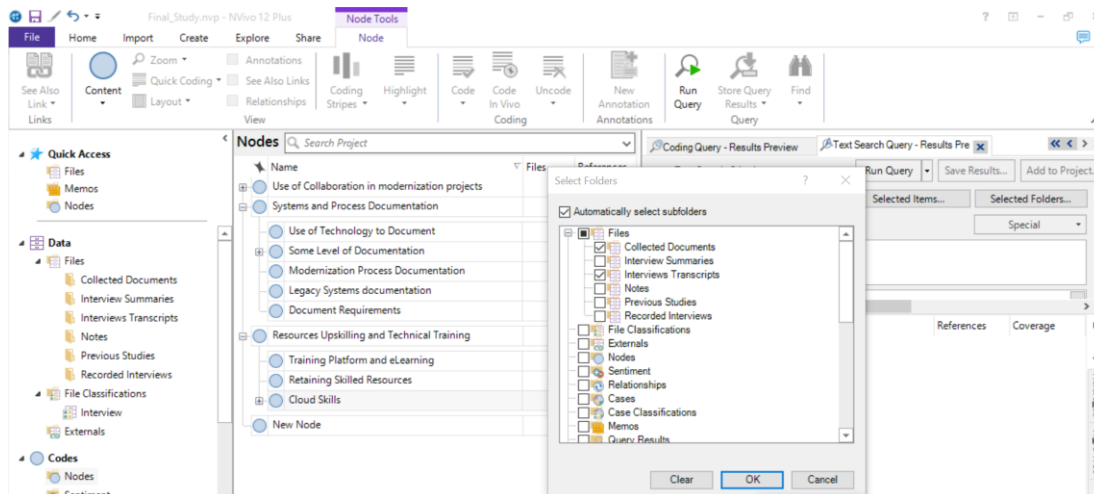 Final_Study.nvp - NVivo 12 Plus
Node Tools
File Home Import Create Explore Share Node
See Also Link
Links
Content
Zoom
Quick Coding
Layout
Annotations
See Also Links
Relationships
View
Coding Stripes
Highlight
Code
Code In Vivo
Uncode
Coding
New Annotation
Annotations
Run Query
Store Query Results
Find
Query
Quick Access
Files
Memos
Nodes
Data
Files
Collected Documents
Interview Summaries
Interviews Transcripts
Notes
Previous Studies
Recorded Interviews
File Classifications
Interview
Externals
Codes
Nodes
Sentiment
Nodes Search Project
Name Files References
Use of Collaboration in modernization projects
Systems and Process Documentation
Use of Technology to Document
Some Level of Documentation
Modernization Process Documentation
Legacy Systems documentation
Document Requirements
Resources Upskilling and Technical Training
Training Platform and eLearning
Retaining Skilled Resources
Cloud Skills
New Node
Coding Query - Results Preview
Text Search Query - Results Pre
Run Query Save Results... Add to Project.
Selected Items... Selected Folders...
Special
References Coverage
Select Folders ?
Automatically select subfolders
Files
Collected Documents
Interview Summaries
Interviews Transcripts
Notes
Previous Studies
Recorded Interviews
File Classifications
Externals
Nodes
Sentiment
Relationships
Cases
Case Classifications
Memos
Query Results
Clear OK Cancel